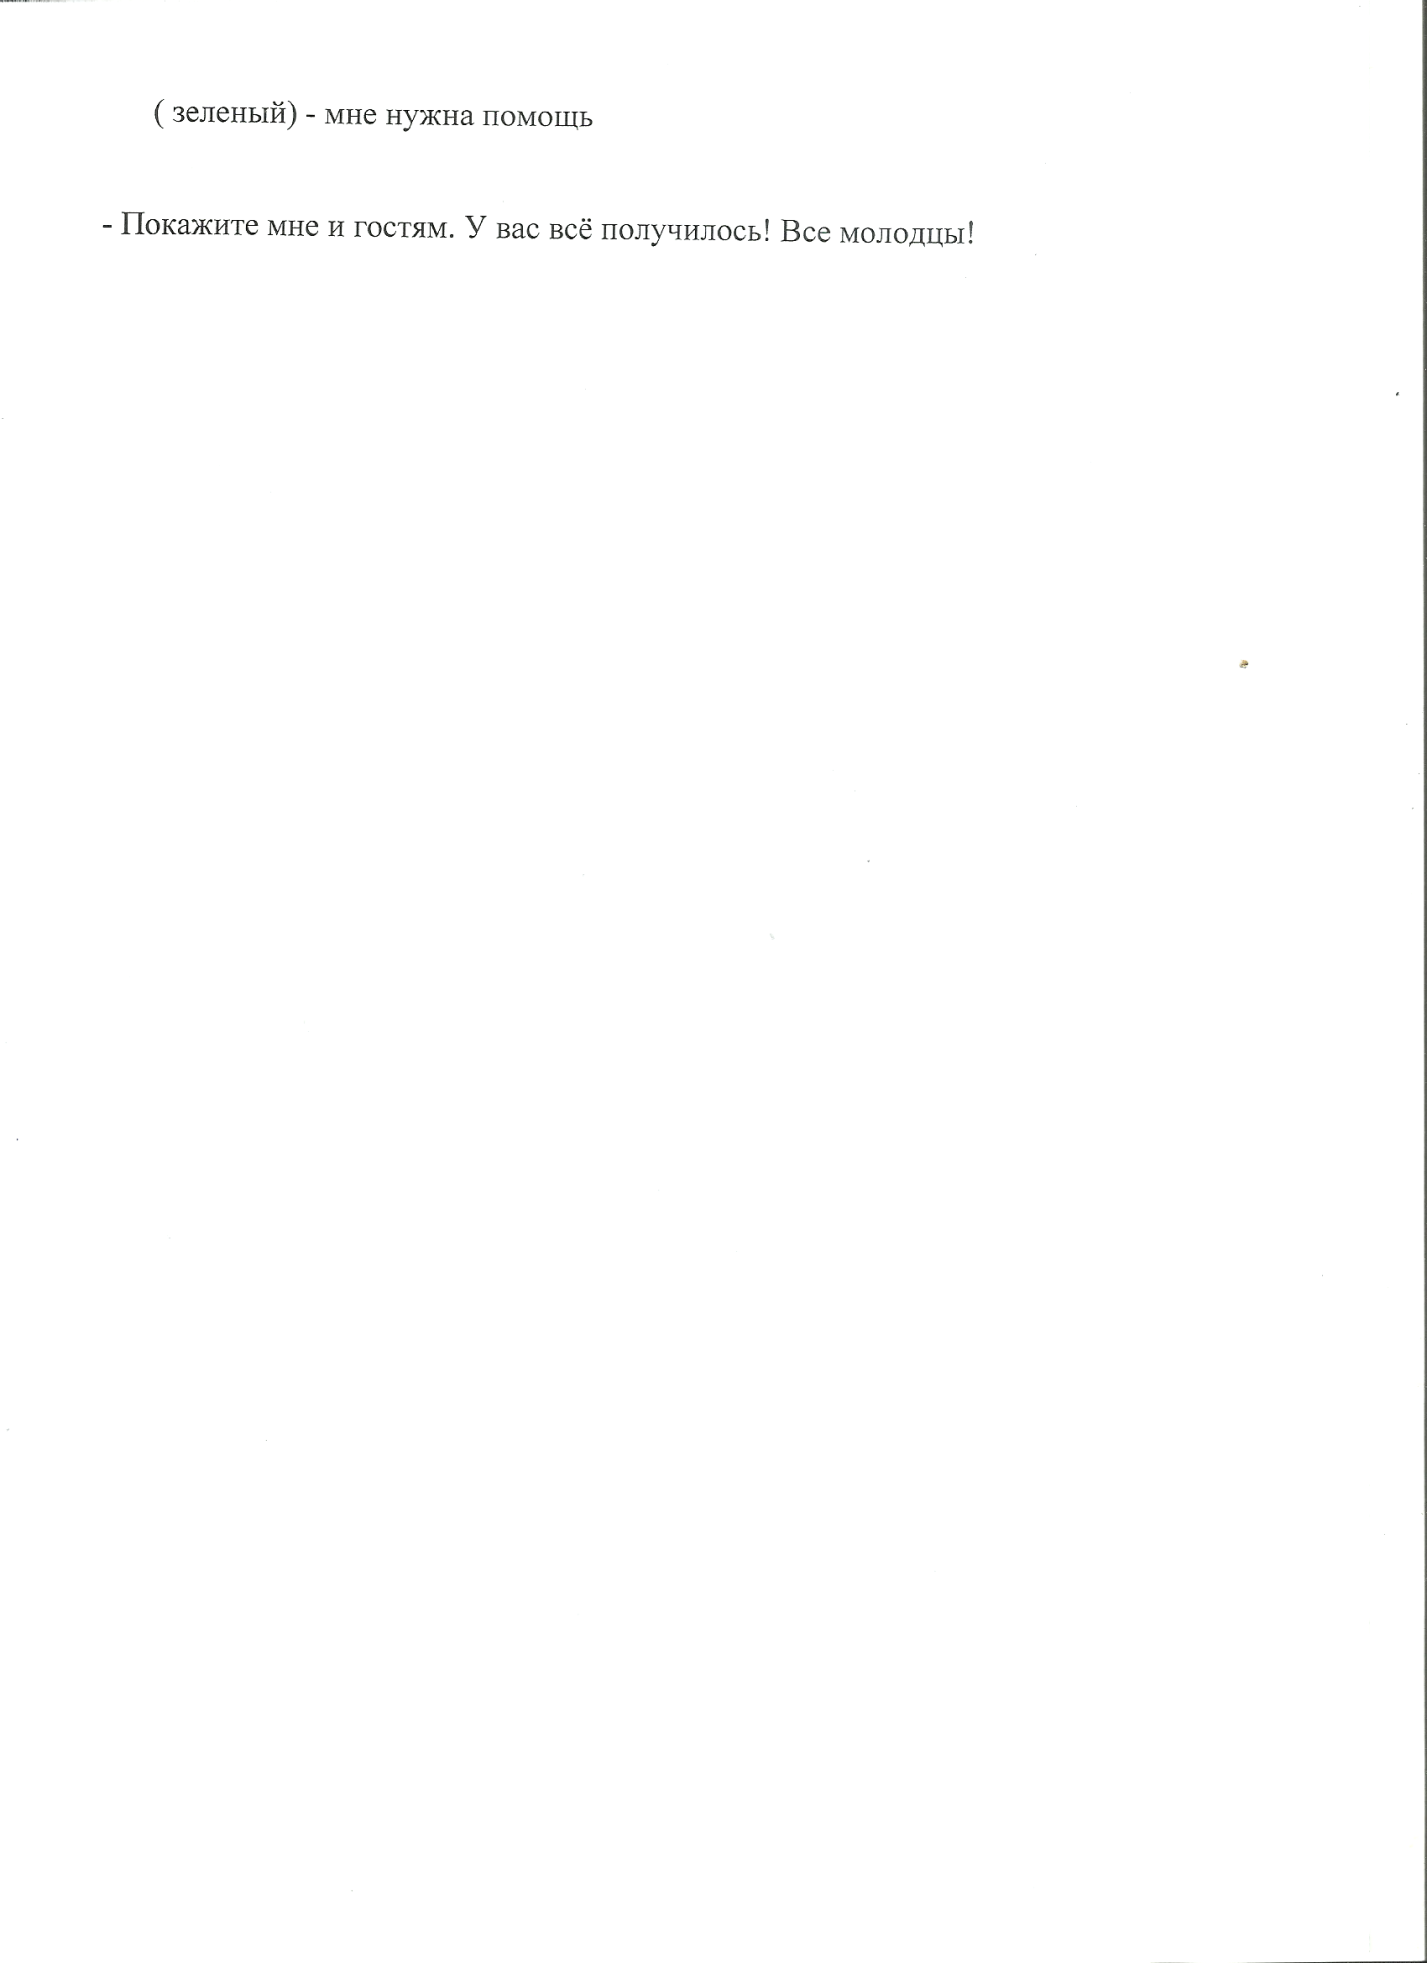 ( зеленый) - мне нужна помощь
- Покажите мне и гостям. У вас всё получилось! Все молодцы!